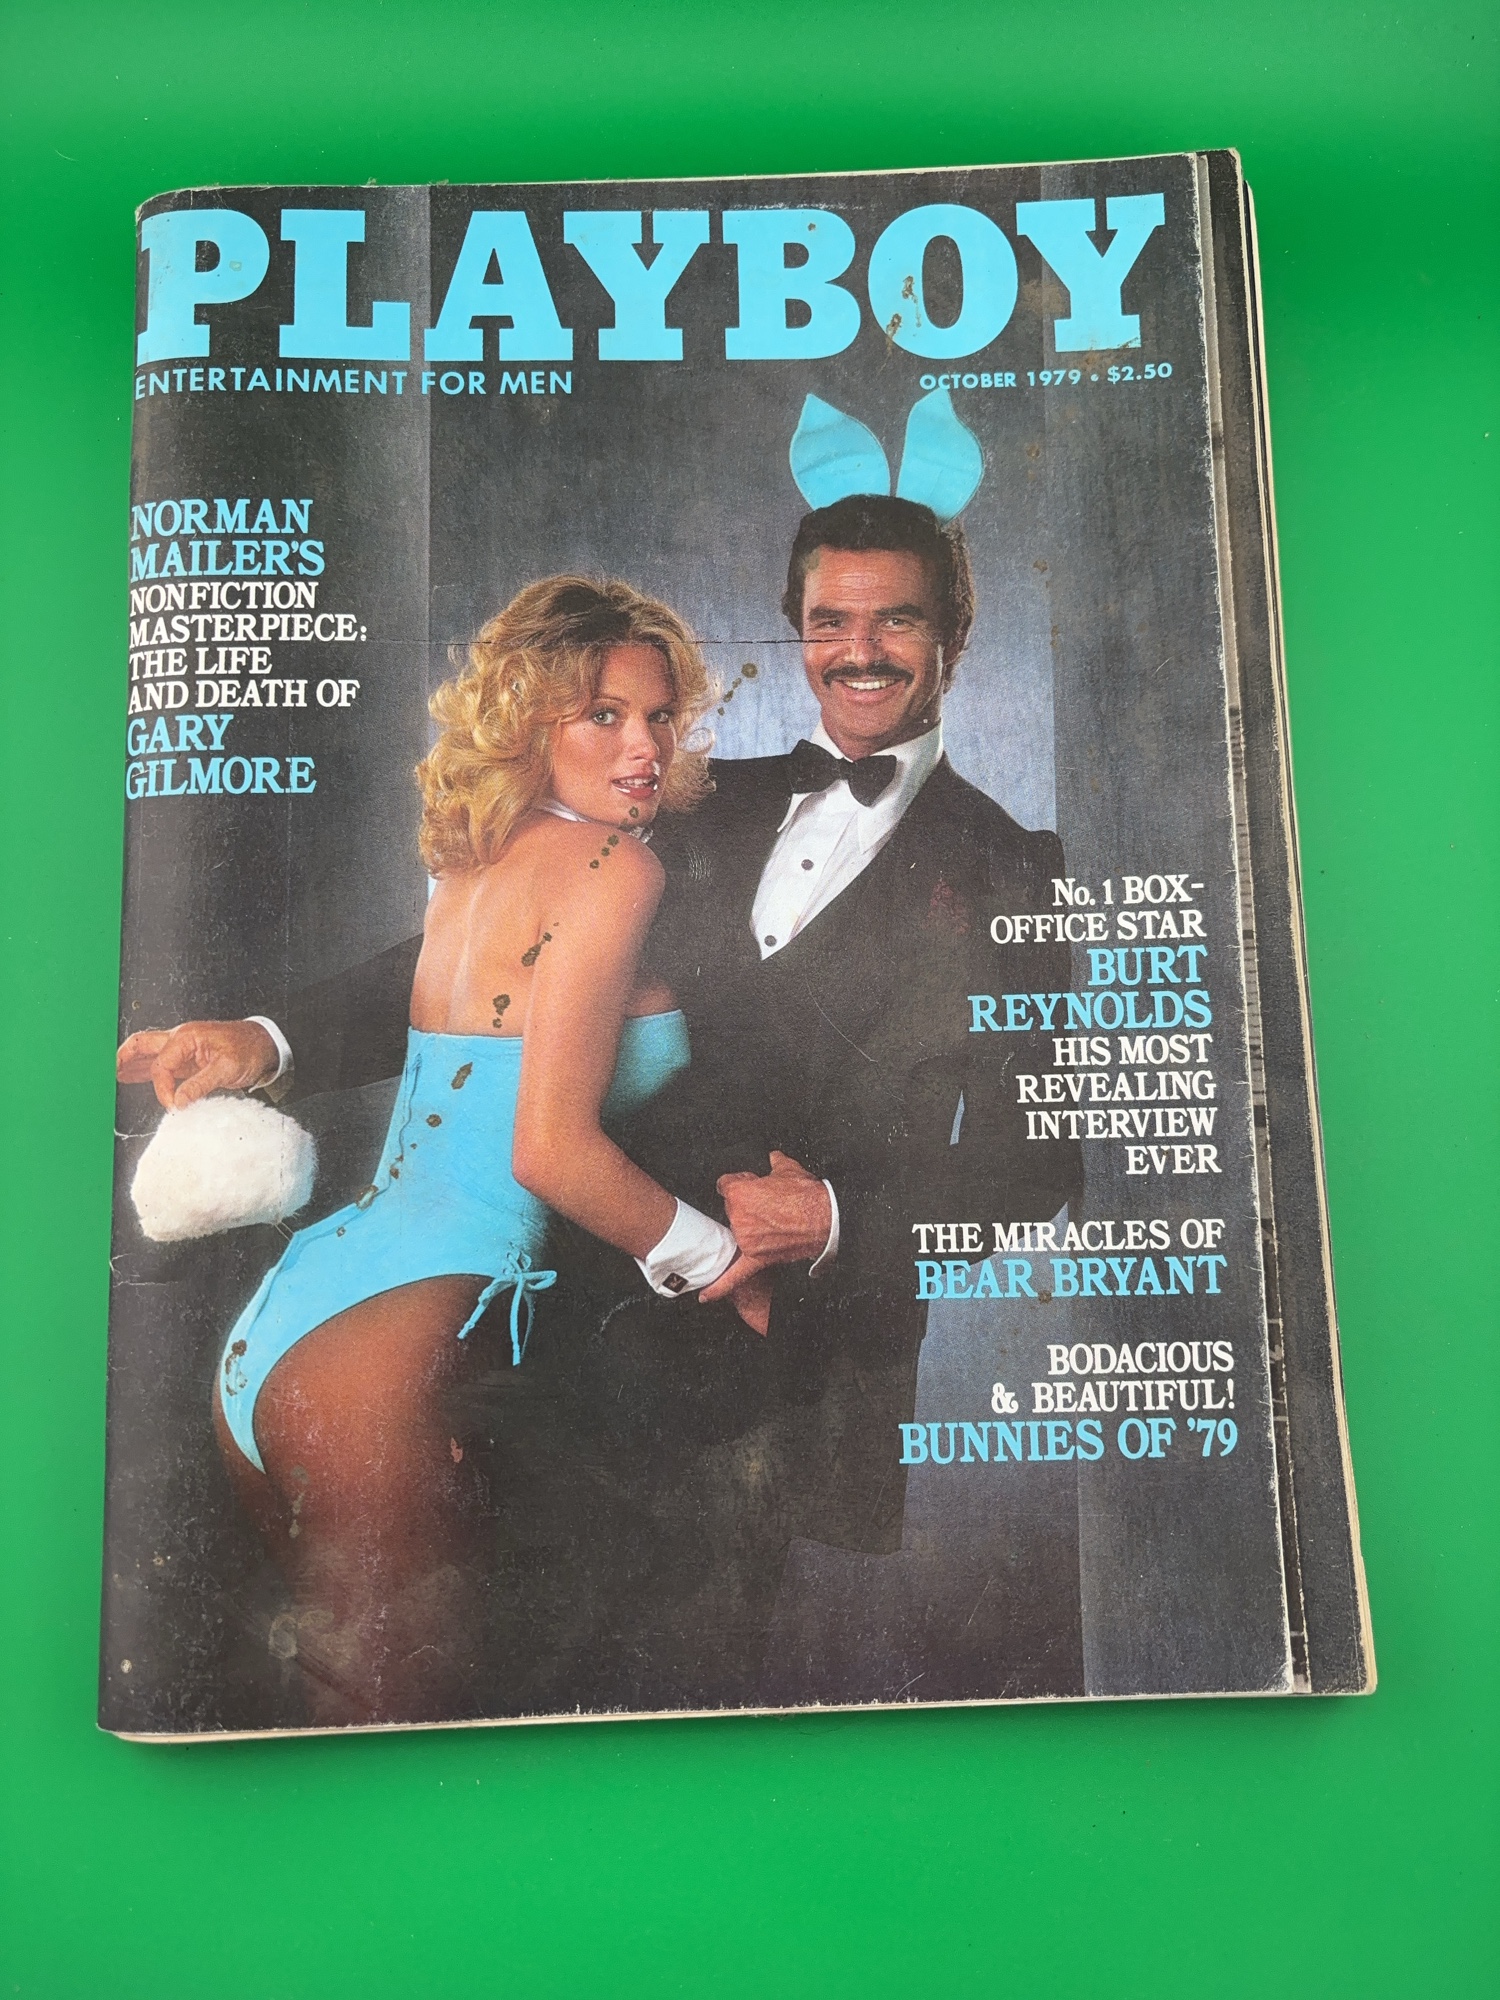 PLAYBOY
ENTERTAINMENT FOR MEN
OCTOBER 1979 • $2.50
NORMAN
MAILER'S
NONFICTION
MASTERPIECE:
THE LIFE
AND DEATH OF
GARY
GILMORE
No. 1 BOX-
OFFICE STAR
BURT
REYNOLDS
HIS MOST
REVEALING
INTERVIEW
EVER
THE MIRACLES OF
BEAR BRYANT
BODACIOUS
& BEAUTIFUL!
BUNNIES OF '79